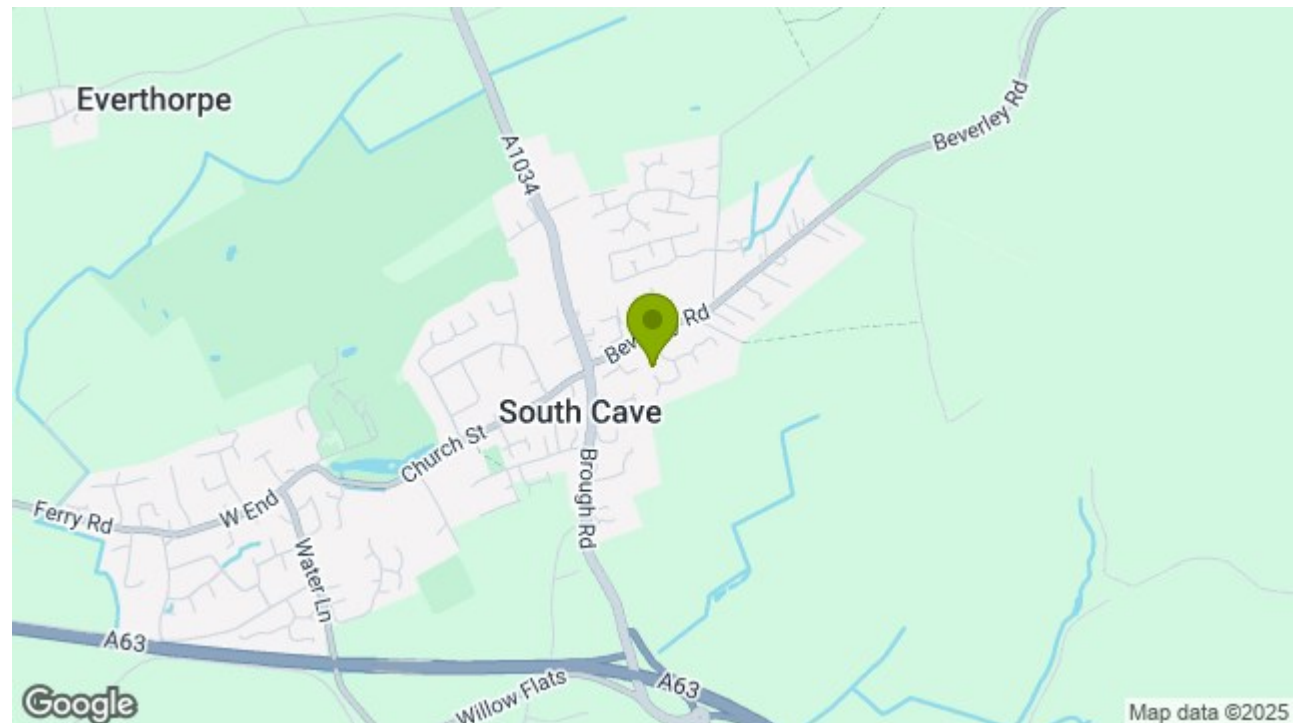 Everthorpe
A1034
Beverley Rd
Beverley Rd
South Cave
Church St
Brough Rd
W End
Ferry Rd
Water Ln
A63
A63
Willow Flats
Google
Map data ©2025